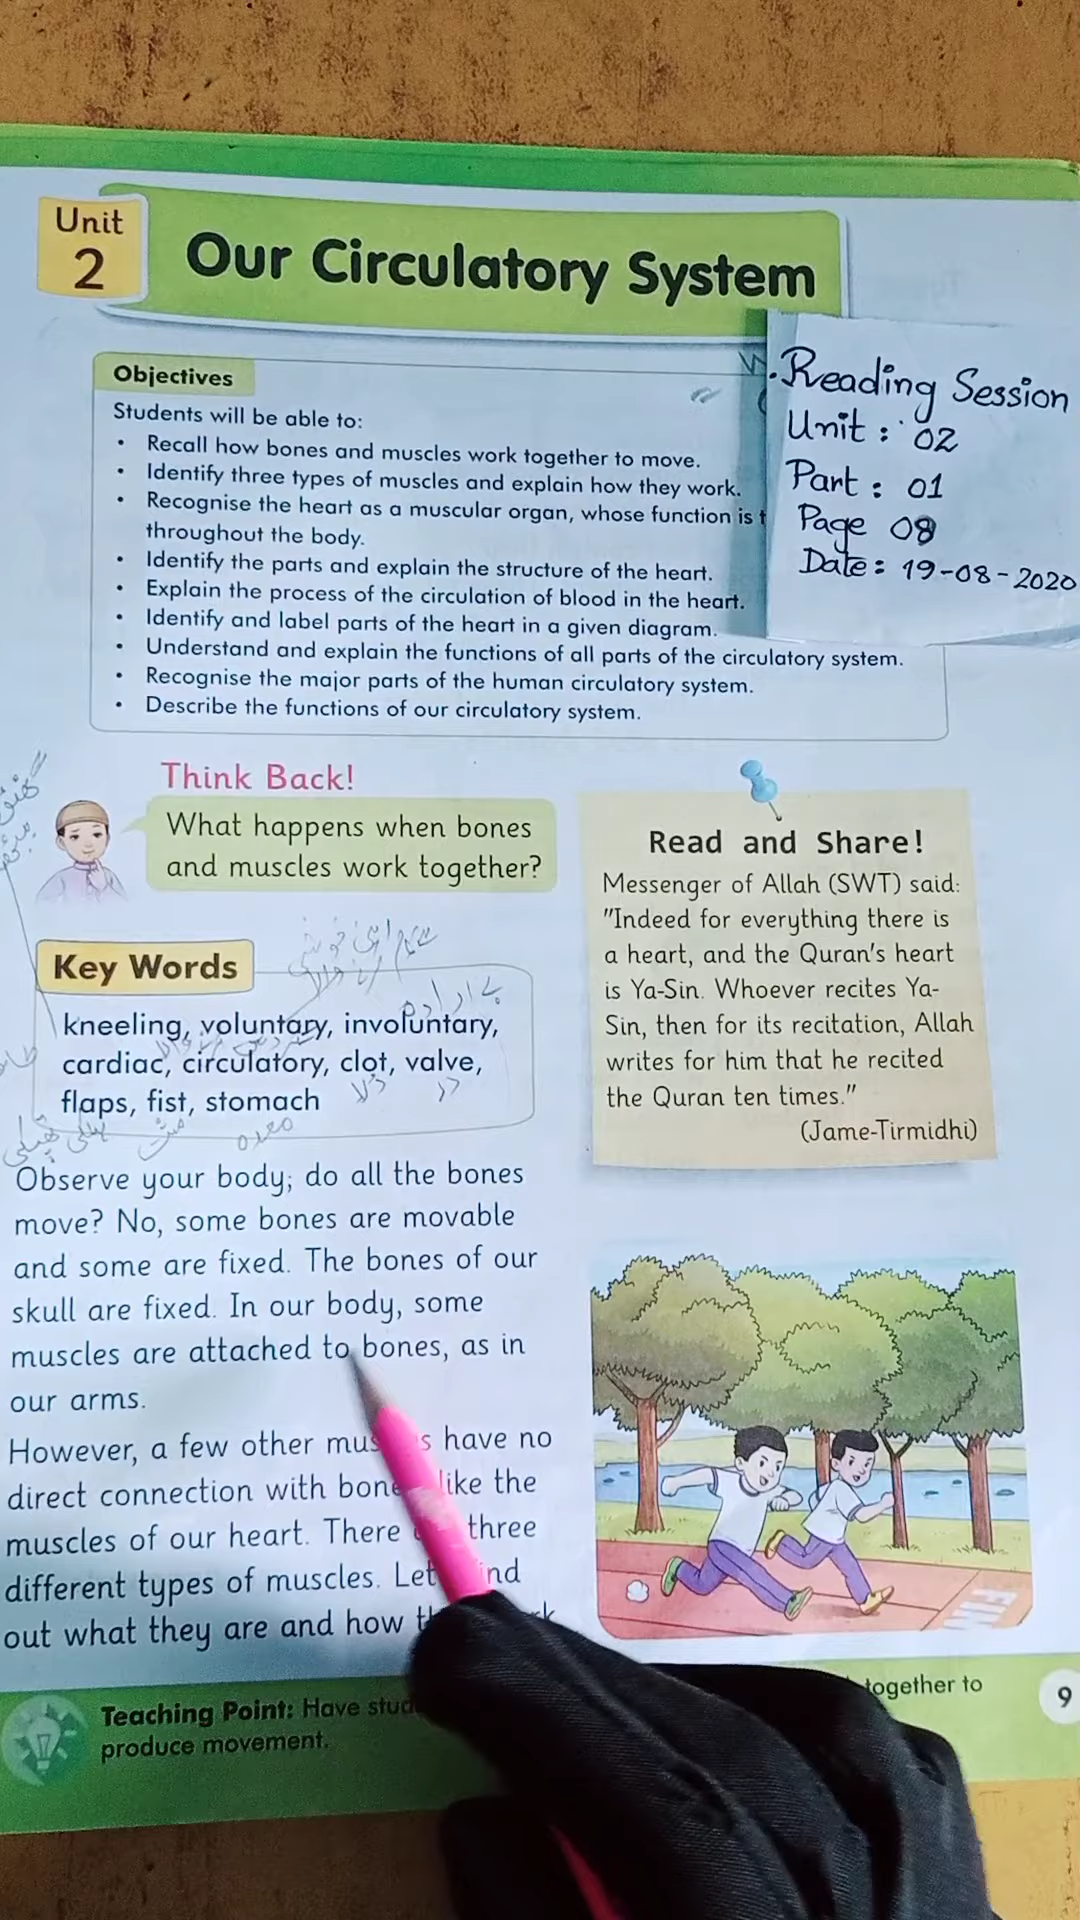 Unit
2
Our Circulatory System
Objectives
Students will be able to:
• Recall how bones and muscles work together to move.
• Identify three types of muscles and explain how they work.
• Recognise the heart as a muscular organ, whose function is
throughout the body.
• Identify the parts and explain the structure of the heart.
• Explain the process of the circulation of blood in the heart.
• Identify and label parts of the heart in a given diagram.
• Understand and explain the functions of all parts of the circulatory system.
• Recognise the major parts of the human circulatory system.
• Describe the functions of our circulatory system.
Reading Session
Unit : 02
Part : 01
Page 08
Date : 19-08-2020
Think Back!
What happens when bones
and muscles work together?
Key Words
بے ارادہ
kneeling, voluntary, involuntary,
cardiac, circulatory, clot, valve,
flaps, fist, stomach
معدہ
Read and Share!
Messenger of Allah (SWT) said:
"Indeed for everything there is
a heart, and the Quran's heart
is Ya-Sin. Whoever recites Ya-
Sin, then for its recitation, Allah
writes for him that he recited
the Quran ten times."
(Jame-Tirmidhi)
Observe your body; do all the bones
move? No, some bones are movable
and some are fixed. The bones of our
skull are fixed. In our body, some
muscles are attached to bones, as in
our arms.
However, a few other have no
direct connection with like the
muscles of our heart. There three
different types of muscles.
out what they are and how
Teaching Point: Have
together to
produce movement.
9